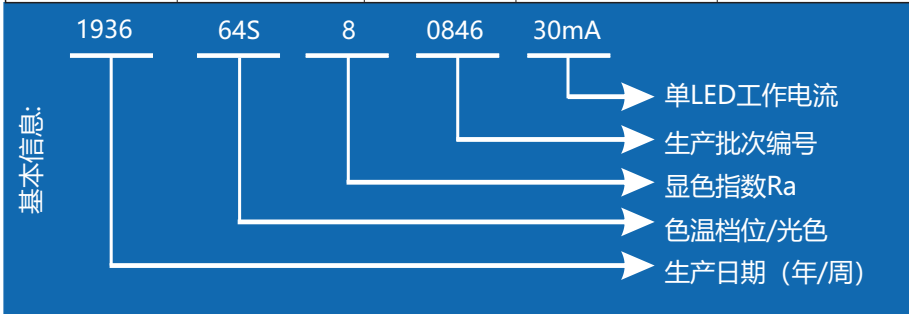 1936 64S 8 0846 30mA
基本信息:
单LED工作电流
生产批次编号
显色指数Ra
色温档位/光色
生产日期（年/周）